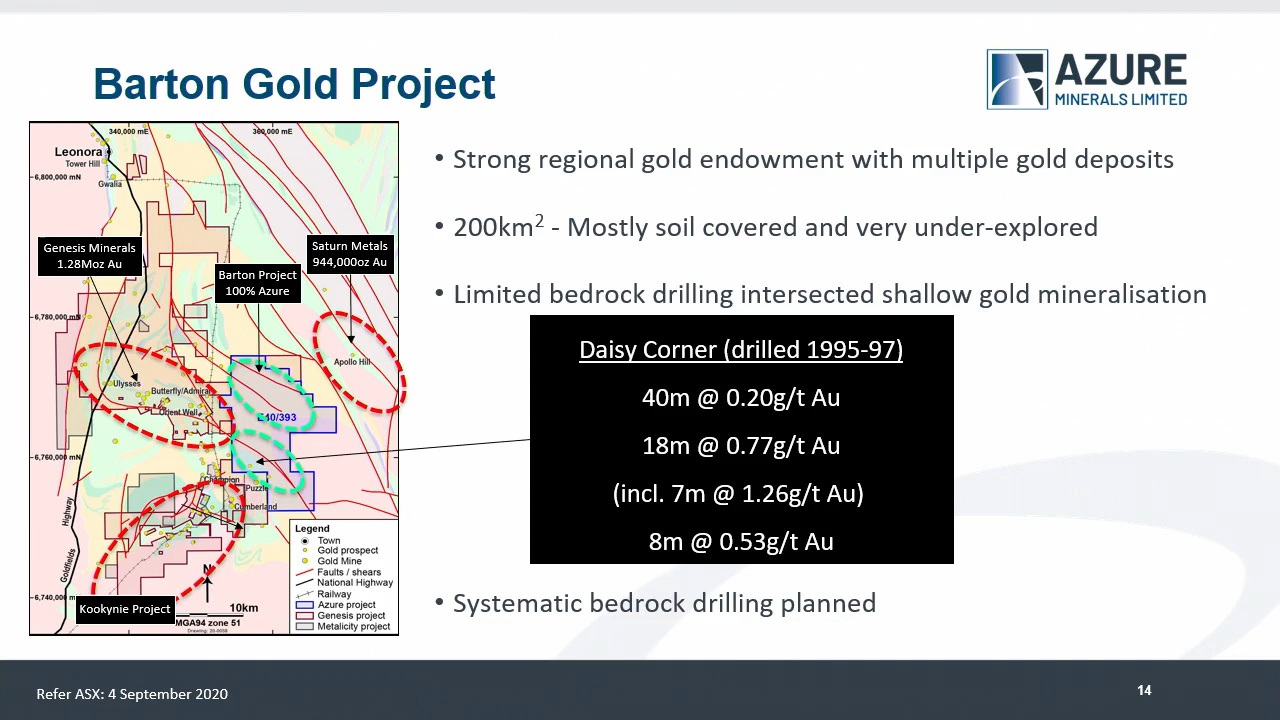 Barton Gold Project
AZURE
MINERALS LIMITED
340,000 mE
360,000 mE
Leonora
Tower Hill
6,800,000 mN
Gwalia
Genesis Minerals
1.28Moz Au
Saturn Metals
944,000oz Au
Barton Project
100% Azure
6,780,000 mN
Apollo Hill
Ulysses
Butterfly/Admiral
Orient Well
E40/393
6,760,000 mN
Champion
Puzzle
Cumberland
Highway
Goldfields
6,740,000 mN
Kookynie Project
N
10km
MGA94 zone 51
Legend
Town
Gold prospect
Gold Mine
Faults / shears
National Highway
Railway
Azure project
Genesis project
Metalicity project
• Strong regional gold endowment with multiple gold deposits
• 200km² - Mostly soil covered and very under-explored
• Limited bedrock drilling intersected shallow gold mineralisation
Daisy Corner (drilled 1995-97)
40m @ 0.20g/t Au
18m @ 0.77g/t Au
(incl. 7m @ 1.26g/t Au)
8m @ 0.53g/t Au
• Systematic bedrock drilling planned
Refer ASX: 4 September 2020
14